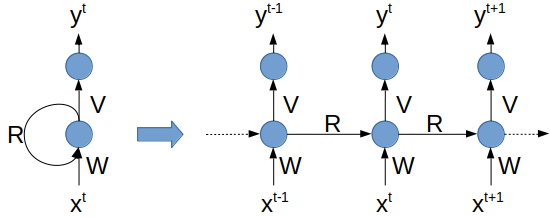 y^t y^t-1 y^t y^t+1
V V V V
R R R
W W W W
x^t x^t-1 x^t x^t+1